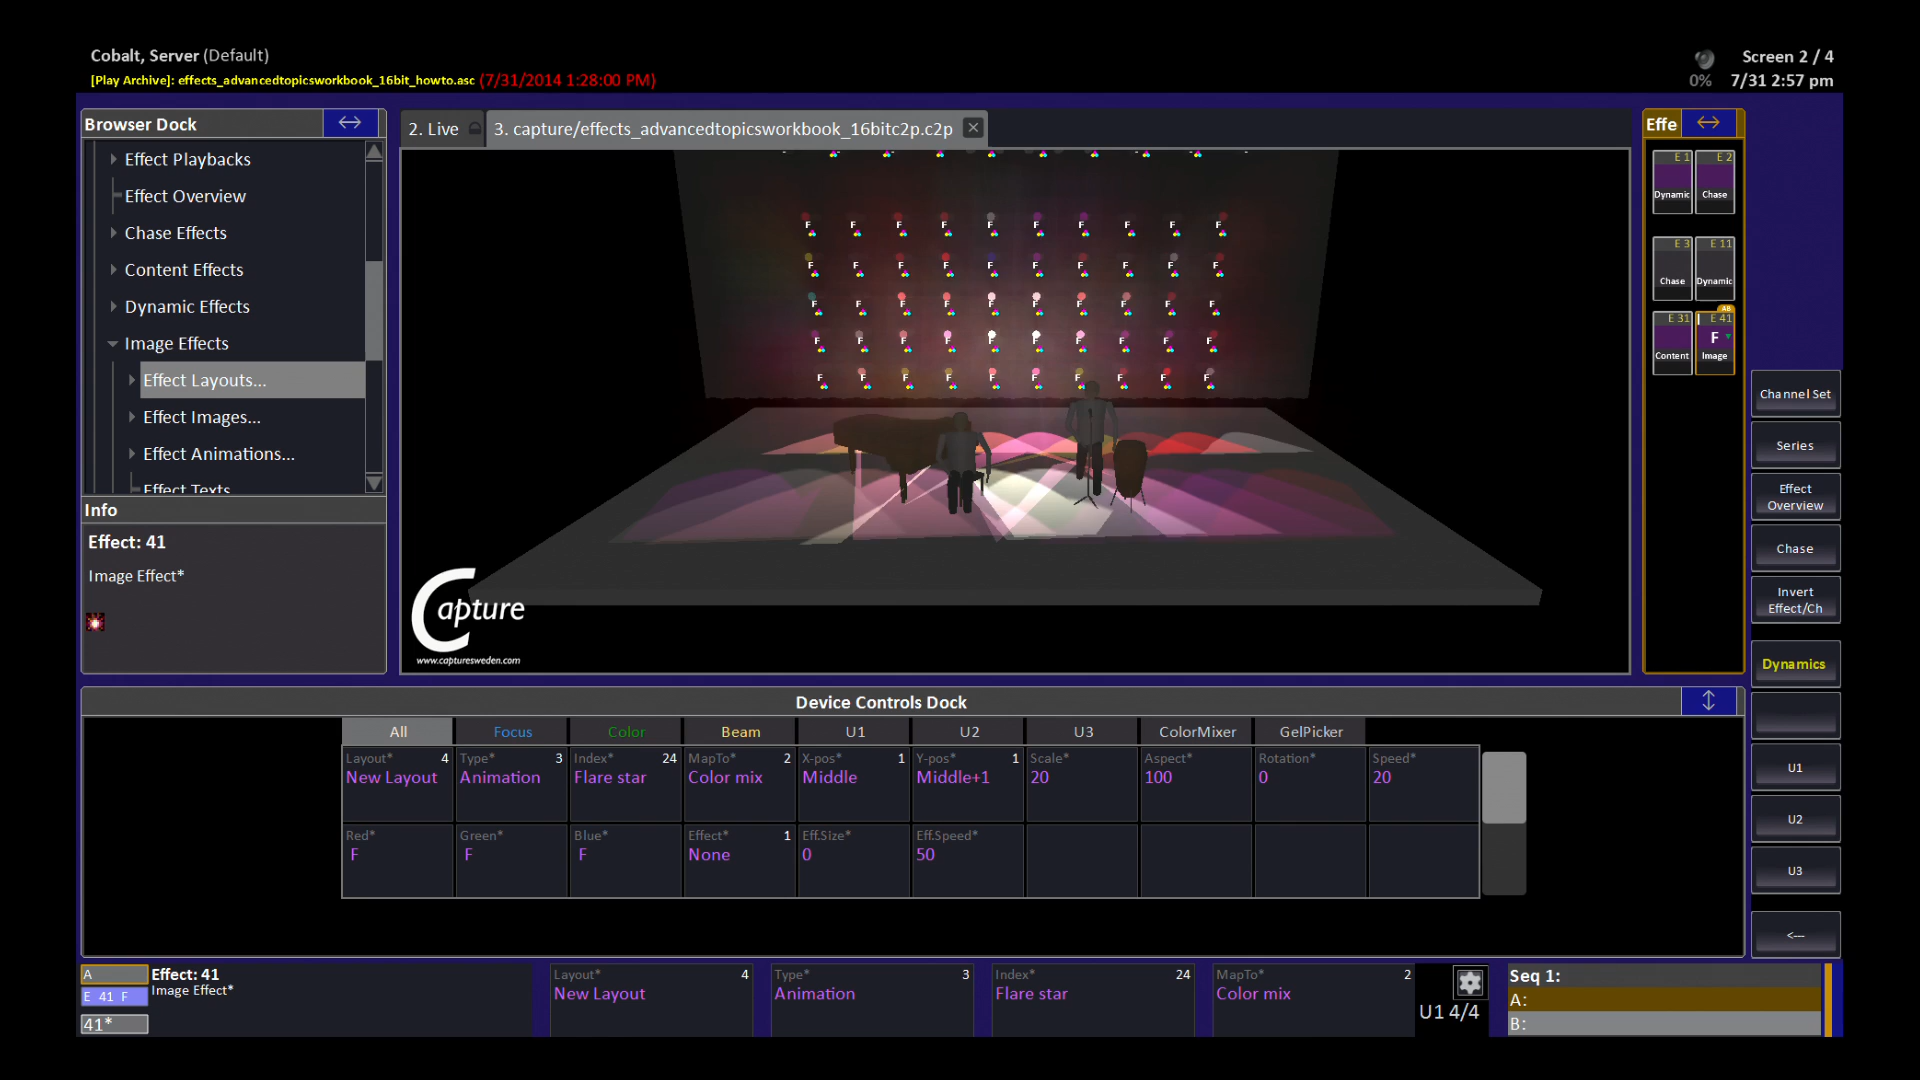 Cobalt, Server (Default)
[Play Archive]: effects_advancedtopicsworkbook_16bit_howto.asc (7/31/2014 1:28:00 PM)
Screen 2 / 4
0% 7/31 2:57 pm
Browser Dock
Effect Playbacks
Effect Overview
Chase Effects
Content Effects
Dynamic Effects
Image Effects
Effect Layouts...
Effect Images...
Effect Animations...
Effect Texts
Info
Effect: 41
Image Effect*
2. Live
3. capture/effects_advancedtopicsworkbook_16bitc2p.c2p
F F F F F F F F F F
F F F F F F F F F F
F F F F F F F F F F
F F F F F F F F F F
F F F F F F F F F F
Capture
www.capturesweden.com
Effe
E 1 E 2
Dynamic Chase
E 3 E 11
Chase Dynamic
AB
E 31 E 41
F
Content Image
Channel Set
Series
Effect
Overview
Chase
Invert
Effect/Ch
Dynamics
U1
U2
U3
<---
Device Controls Dock
All Focus Color Beam U1 U2 U3 ColorMixer GelPicker
Layout* 4 Type* 3 Index* 24 MapTo* 2 X-pos* 1 Y-pos* 1 Scale* Aspect* Rotation* Speed*
New Layout Animation Flare star Color mix Middle Middle+1 20 100 0 20
Red* Green* Blue* Effect* 1 Eff.Size* Eff.Speed*
F F F None 0 50
A
E 41 F
41*
Effect: 41
Image Effect*
Layout* 4 Type* 3 Index* 24 MapTo* 2
New Layout Animation Flare star Color mix
U1 4/4
Seq 1:
A:
B: